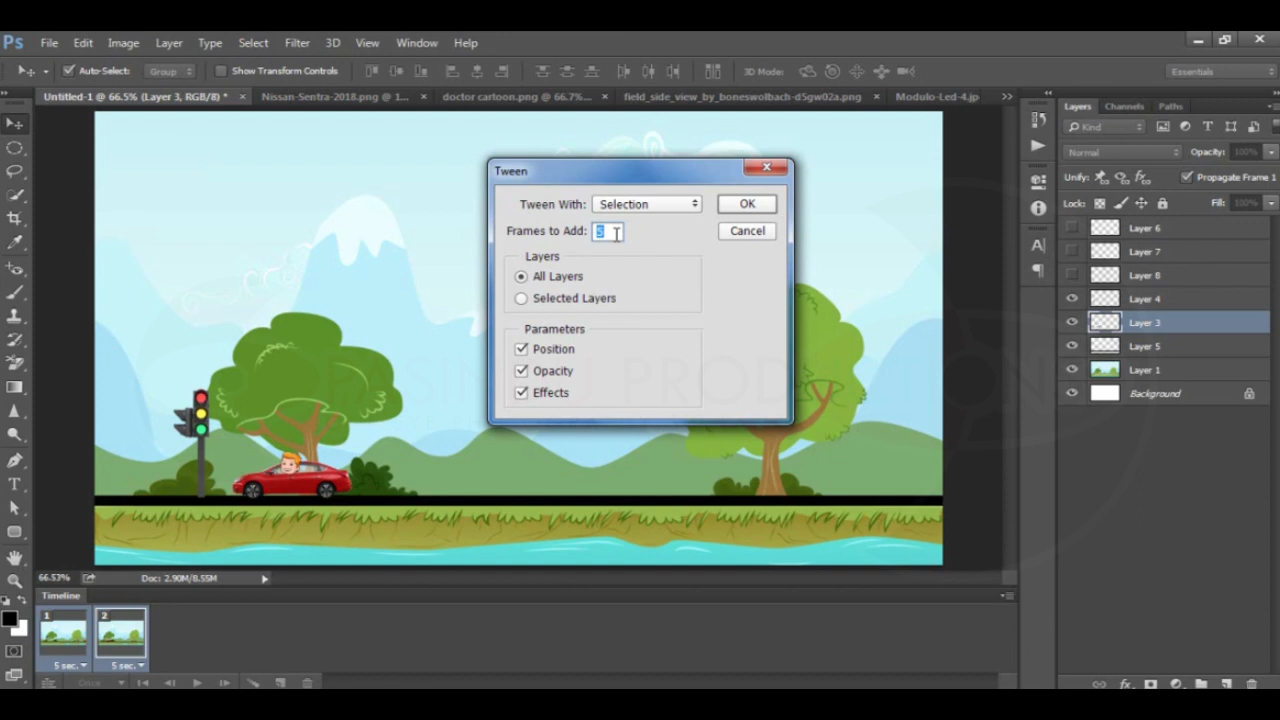 Ps File Edit Image Layer Type Select Filter 3D View Window Help
Auto-Select: Group Show Transform Controls 3D Mode: Essentials
Untitled-1 @ 66.5% (Layer 3, RGB/8) * × Nissan-Sentra-2018.png @ 1... × doctor cartoon.png @ 66.7%... × field_side_view_by_boneswolbach-d5gw02a.png × Modulo-Led-4.jp
Layers Channels Paths
Kind
Normal Opacity: 100%
Unify: Propagate Frame 1
Lock: Fill: 100%
Layer 6
Layer 7
Layer 8
Layer 4
Layer 3
Layer 5
Layer 1
Background
Tween
Tween With: Selection OK
Frames to Add: 5 Cancel
Layers
All Layers
Selected Layers
Parameters
Position
Opacity
Effects
66.53% Doc: 2.90M/8.55M
Timeline
1 2
5 sec. 5 sec.
Once